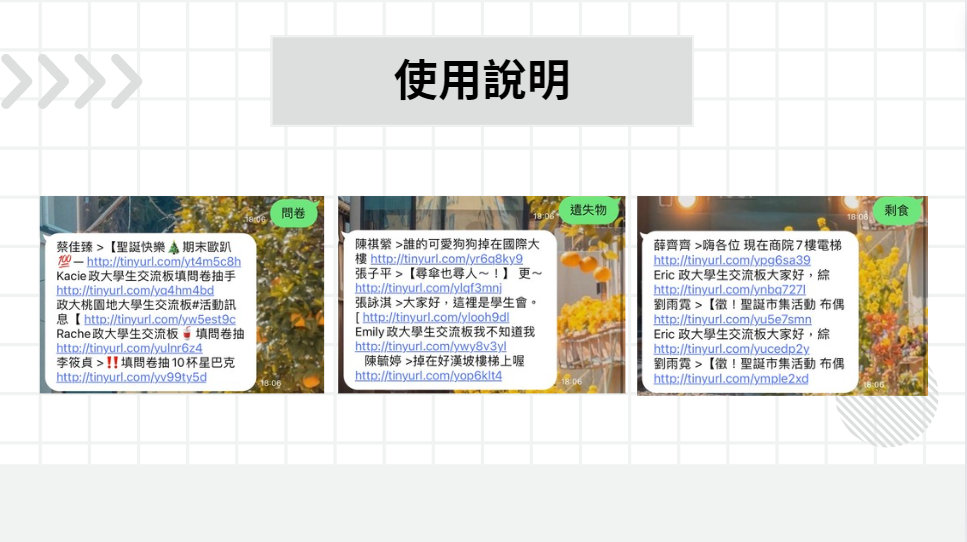 使用說明
18:06
問卷
蔡佳臻 >【聖誕快樂🎄期末歐趴
💯 — http://tinyurl.com/yt4m5c8h
Kacie 政大學生交流板填問卷抽手
http://tinyurl.com/yq4hm4bd
政大桃園地大學生交流板#活動訊
息【 http://tinyurl.com/yw5est9c
Rache政大學生交流板🍷填問卷抽
http://tinyurl.com/yulnr6z4
李筱貞 >‼️填問卷抽 10 杯星巴克
http://tinyurl.com/yv99ty5d
18:06
18:06
遺失物
陳祺縈 >誰的可愛狗狗掉在國際大
樓 http://tinyurl.com/yr6q8ky9
張子平 >【尋傘也尋人～！】 更～
http://tinyurl.com/ylqf3mnj
張詠淇 >大家好，這裡是學生會。
[ http://tinyurl.com/ylooh9dl
Emily 政大學生交流板我不知道我
http://tinyurl.com/ywy8v3yl
陳毓婷 >掉在好漢坡樓梯上喔
http://tinyurl.com/yop6klt4
18:06
18:06
剩食
薛齊齊 >嗨各位 現在商院 7 樓電梯
http://tinyurl.com/ypq6sa39
Eric 政大學生交流板大家好，綜
http://tinyurl.com/ynbq727l
劉雨霓 >【徵！聖誕市集活動 布偶
http://tinyurl.com/yu5e7smn
Eric 政大學生交流板大家好，綜
http://tinyurl.com/yucedp2y
劉雨霓 >【徵！聖誕市集活動 布偶
http://tinyurl.com/ymple2xd
18:06